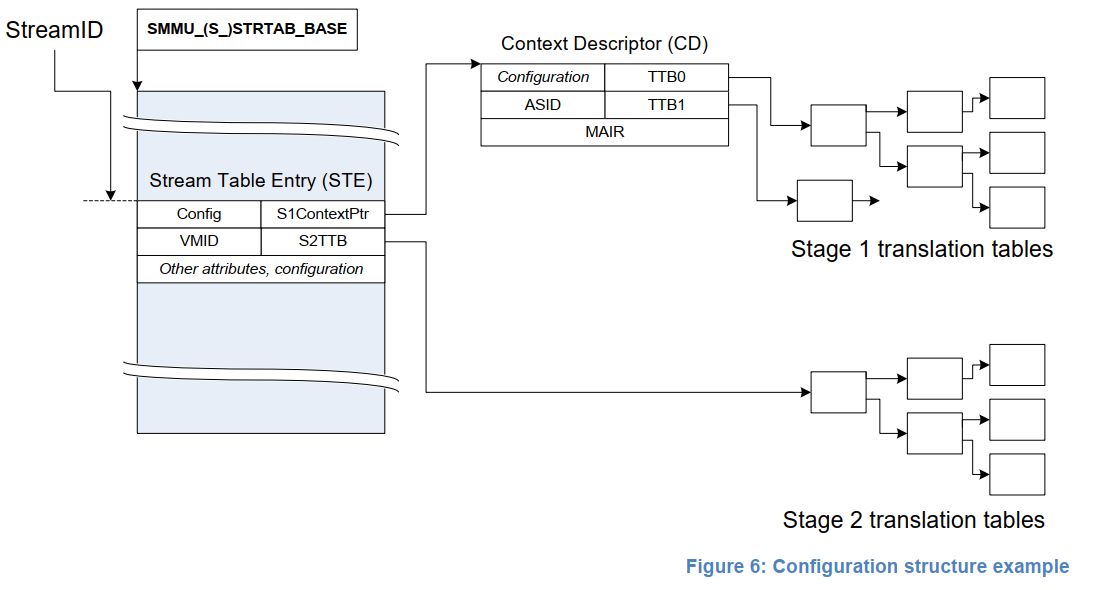 StreamID
SMMU_(S_)STRTAB_BASE
Context Descriptor (CD)
Configuration TTB0
ASID TTB1
MAIR
Stream Table Entry (STE)
Config S1ContextPtr
VMID S2TTB
Other attributes, configuration
Stage 1 translation tables
Stage 2 translation tables
Figure 6: Configuration structure example